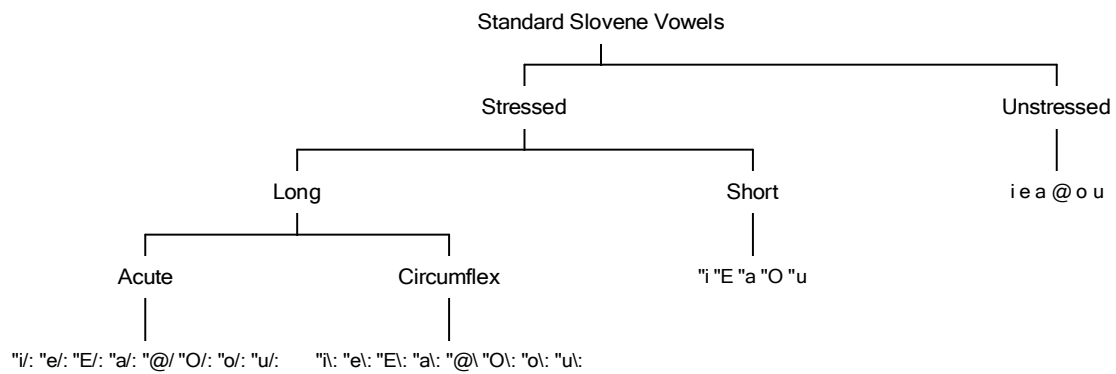 Standard Slovene Vowels
Stressed Unstressed
Long Short i e a @ o u
Acute Circumflex "i "E "a "O "u
"i/: "e/: "E/: "a/: "@/ "O/: "o/: "u/: "i\: "e\: "E\: "a\: "@\ "O\: "o\: "u\: